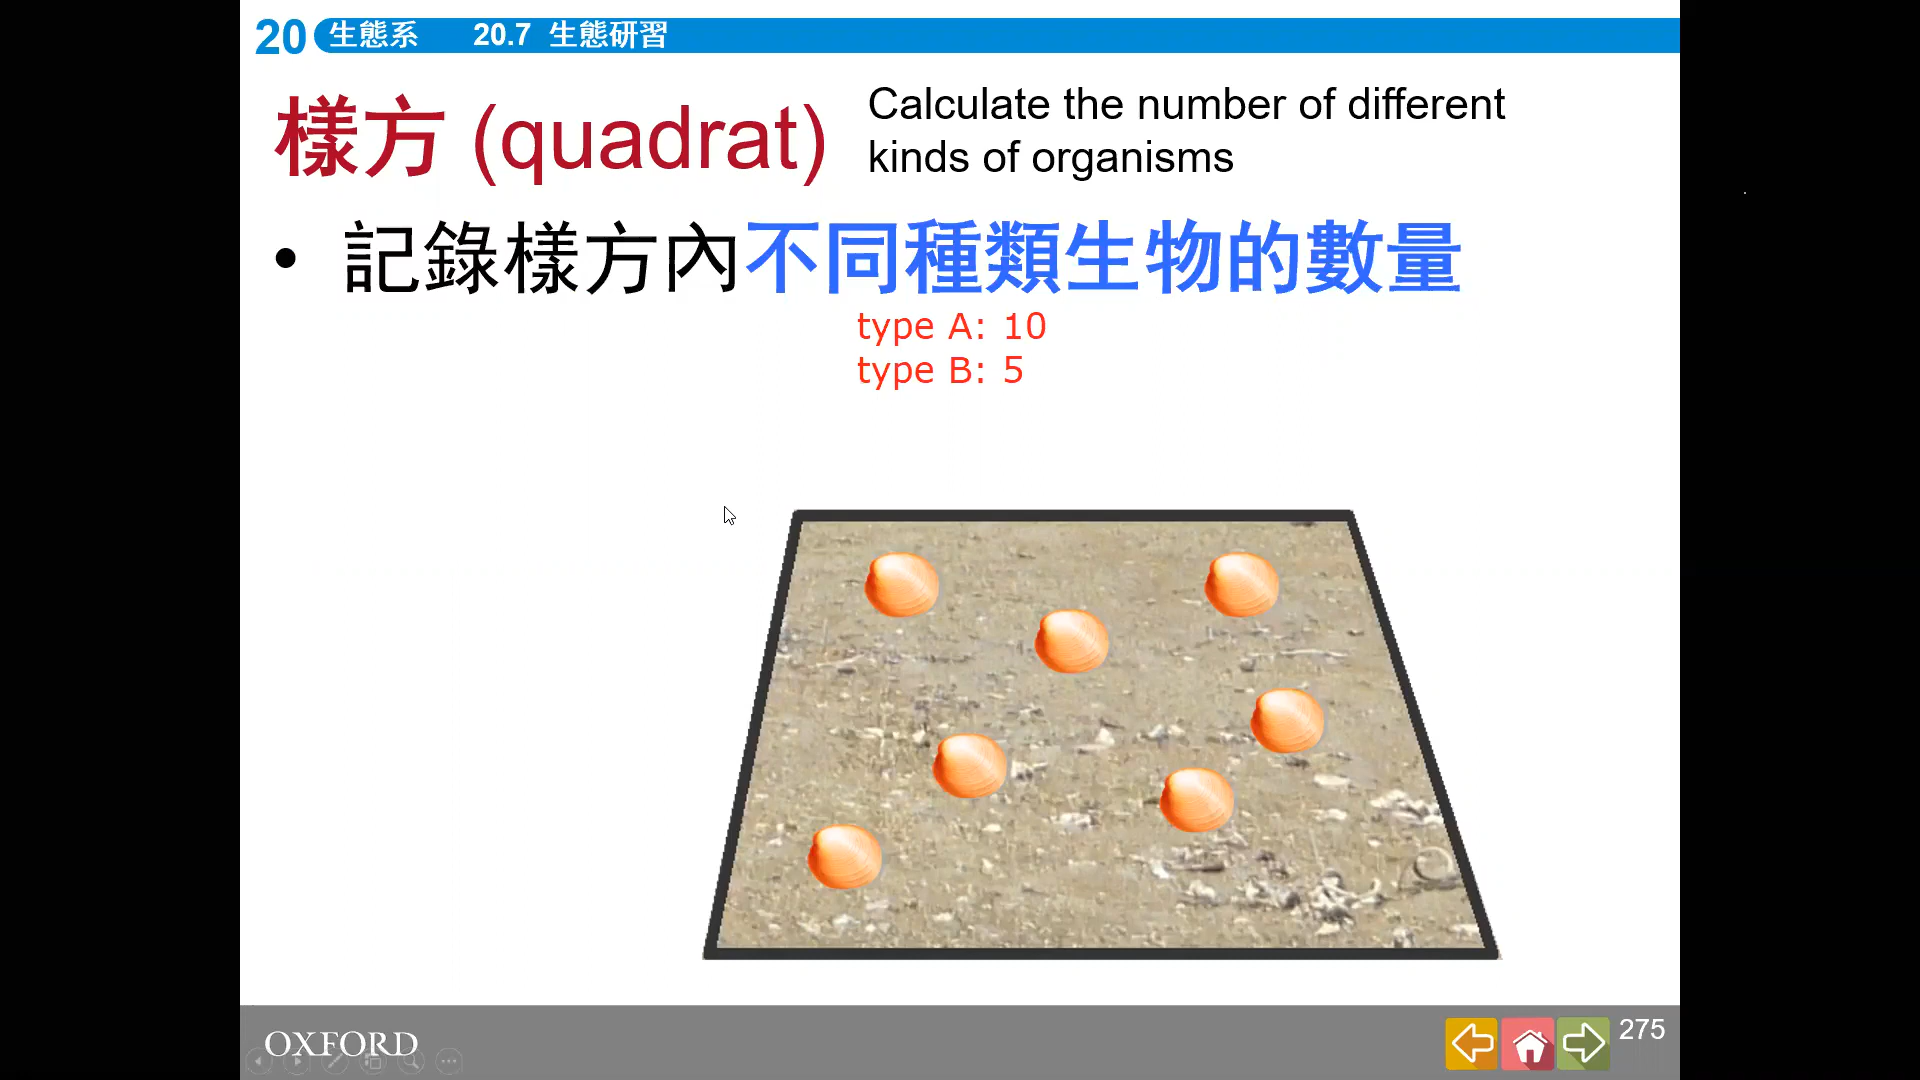 20 生態系 20.7 生態研習
樣方 (quadrat)
Calculate the number of different
kinds of organisms
• 記錄樣方內不同種類生物的數量
type A: 10
type B: 5
OXFORD
275